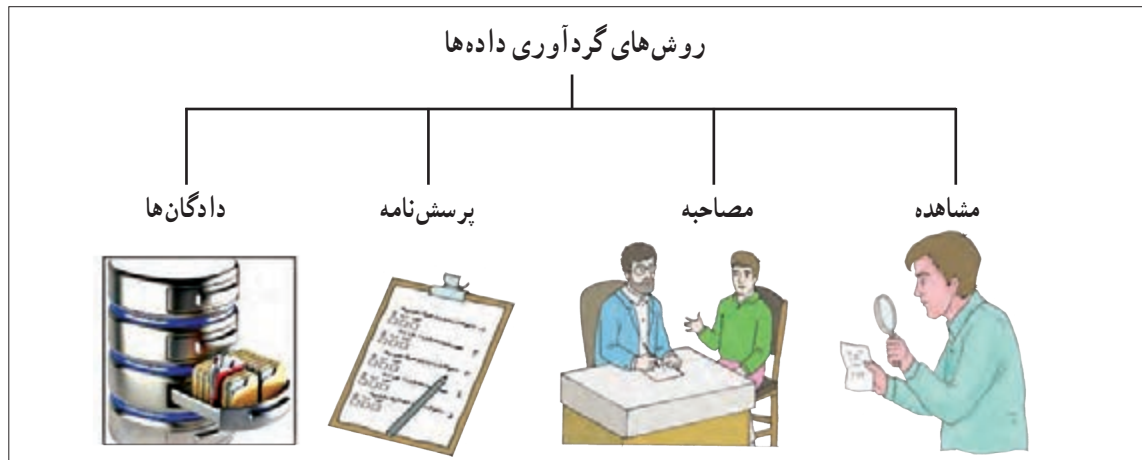 روش‌های گردآوری داده‌ها
مشاهده
مصاحبه
پرسش‌نامه
دادگان‌ها